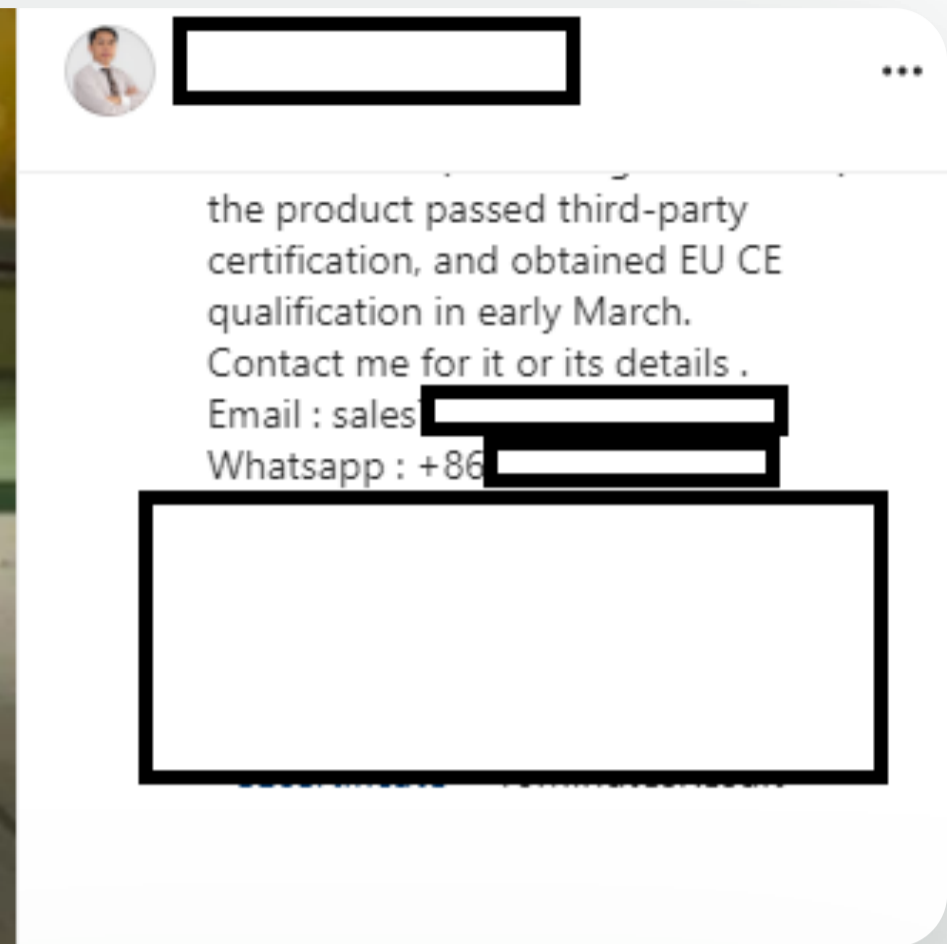 the product passed third-party
certification, and obtained EU CE
qualification in early March.
Contact me for it or its details .
Email : sales
Whatsapp : +86